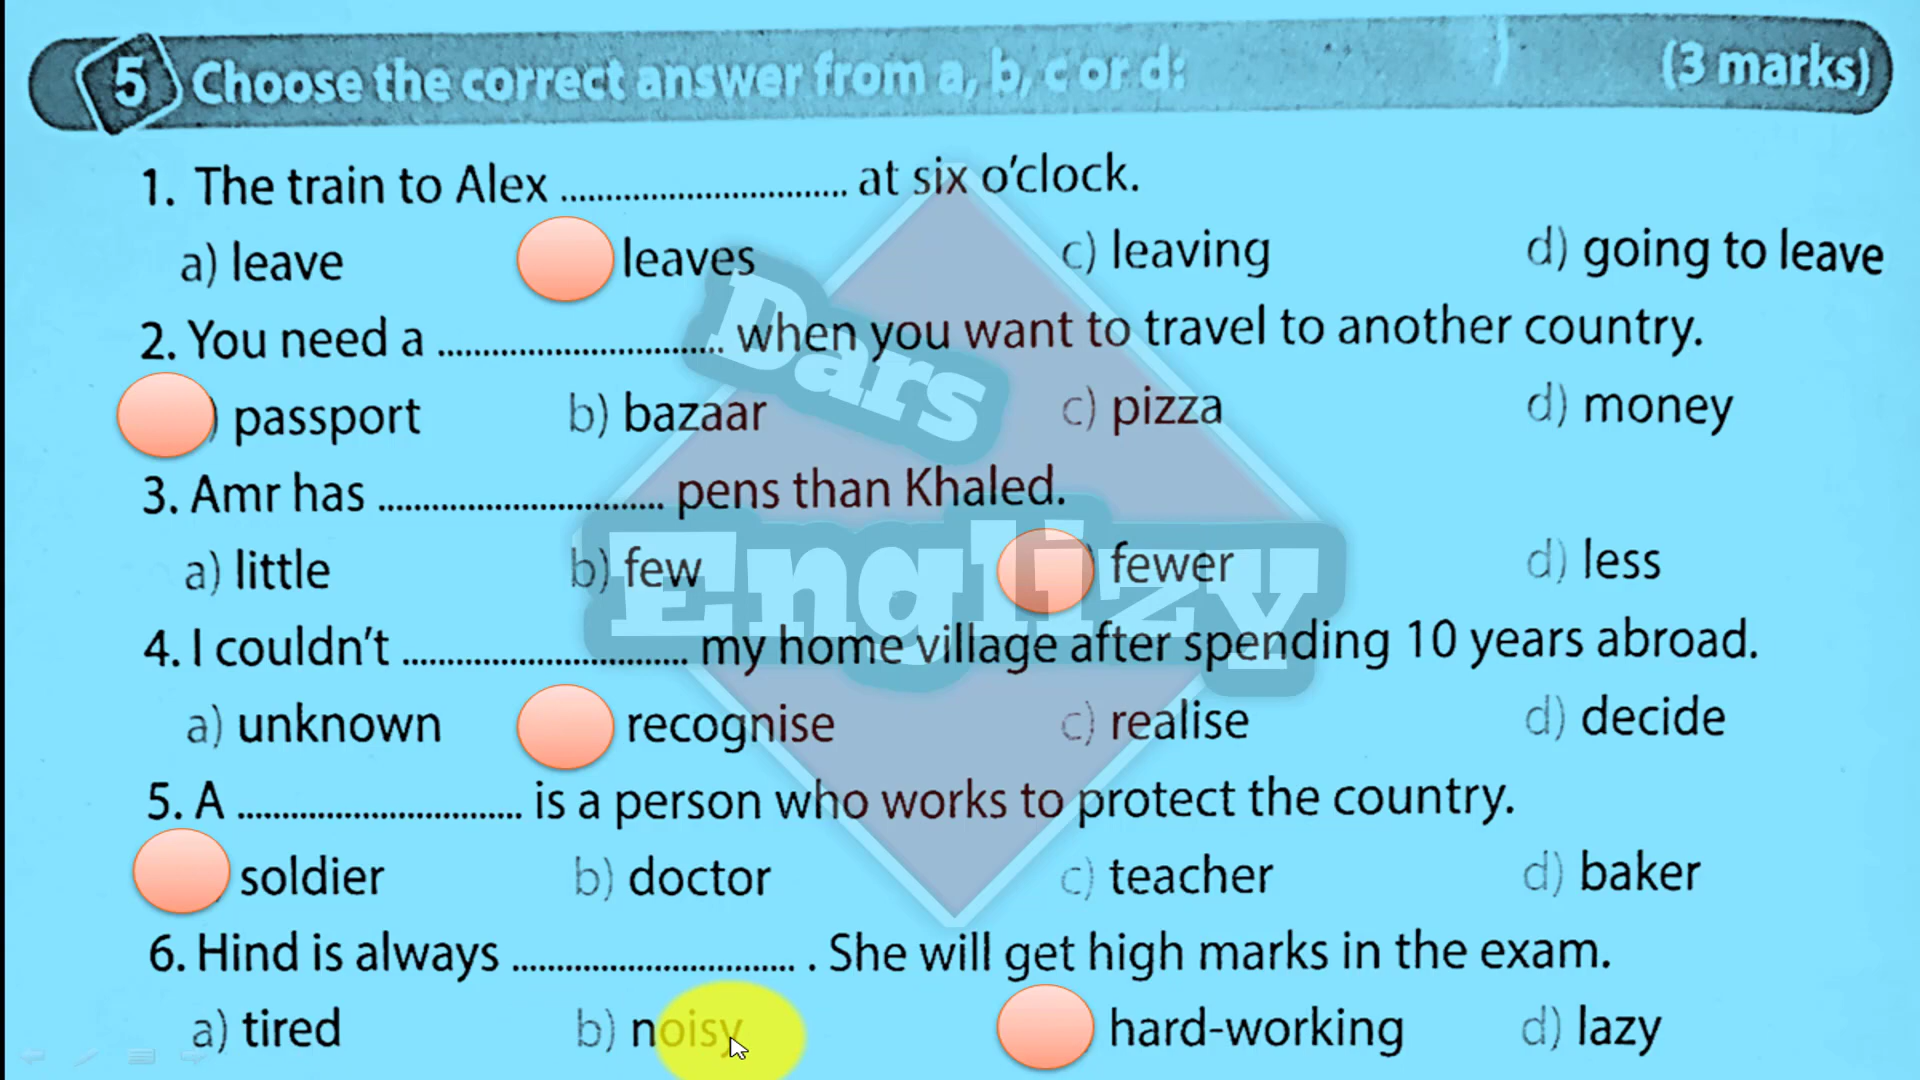 5 Choose the correct answer from a, b, c or d: (3 marks)
1. The train to Alex ................................ at six o'clock.
a) leave leaves c) leaving d) going to leave
2. You need a ................................ when you want to travel to another country.
) passport b) bazaar c) pizza d) money
3. Amr has ................................ pens than Khaled.
a) little b) few ) fewer d) less
4. I couldn't ................................ my home village after spending 10 years abroad.
a) unknown recognise c) realise d) decide
5. A ................................ is a person who works to protect the country.
soldier b) doctor c) teacher d) baker
6. Hind is always ................................ . She will get high marks in the exam.
a) tired b) noisy hard-working d) lazy
Dars
Englizy